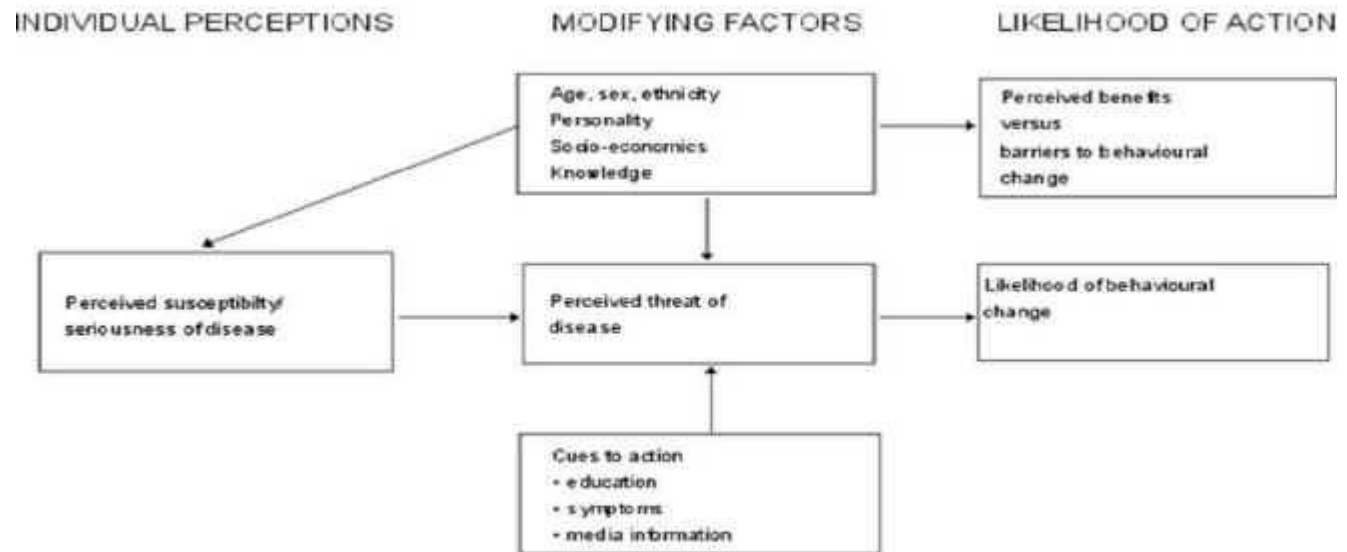 INDIVIDUAL PERCEPTIONS
MODIFYING FACTORS
LIKELIHOOD OF ACTION
Age, sex, ethnicity
Personality
Socio-economics
Knowledge
Perceived benefits
versus
barriers to behavioural
change
Perceived susceptibilty/
seriousness of disease
Perceived threat of
disease
Likelihood of behavioural
change
Cues to action
- education
- symptoms
- media information